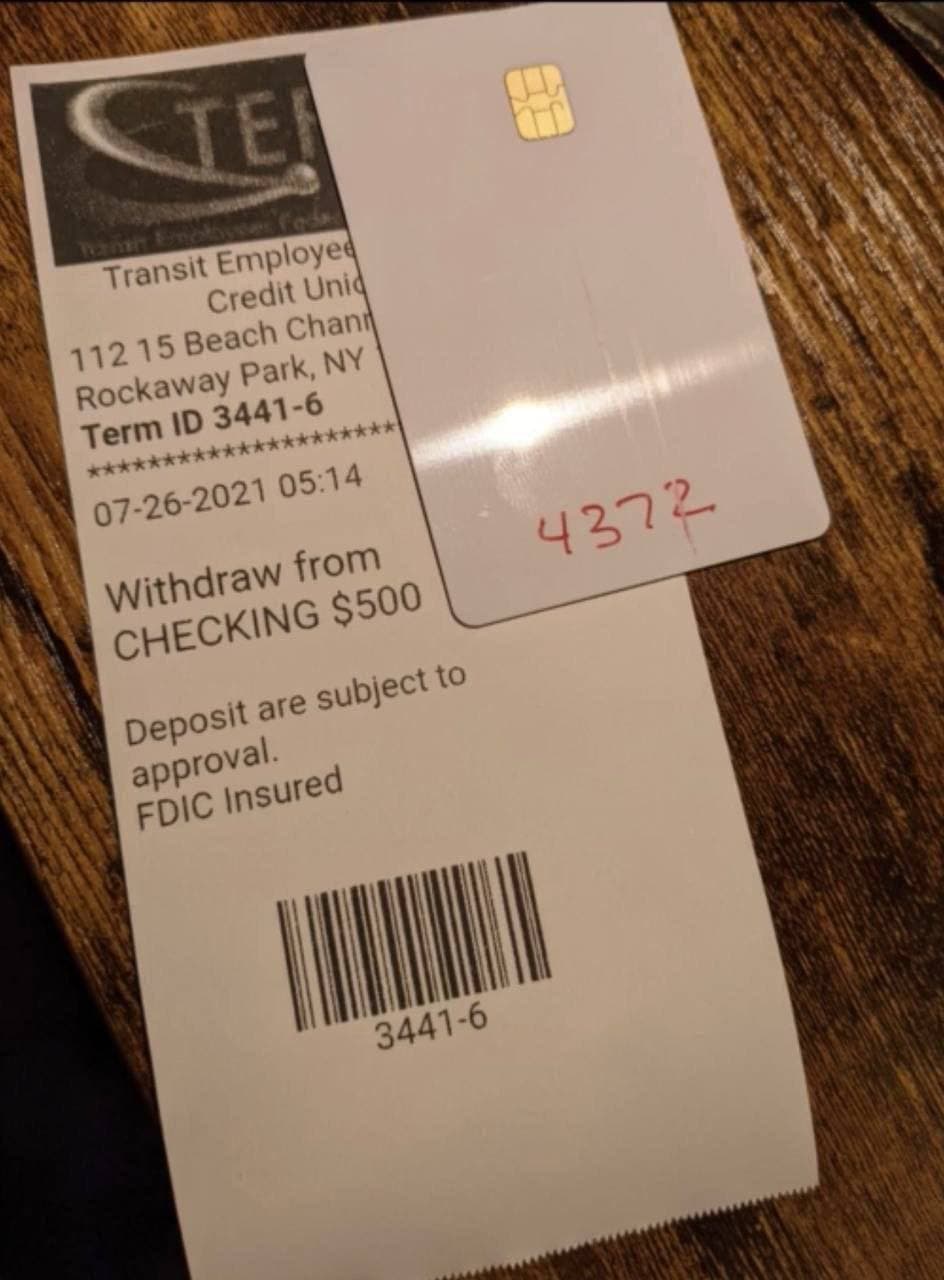 TE
Transit Employee
Credit Unio
112 15 Beach Chann
Rockaway Park, NY
Term ID 3441-6
********************
07-26-2021 05:14
Withdraw from
CHECKING $500
Deposit are subject to
approval.
FDIC Insured
3441-6
4372